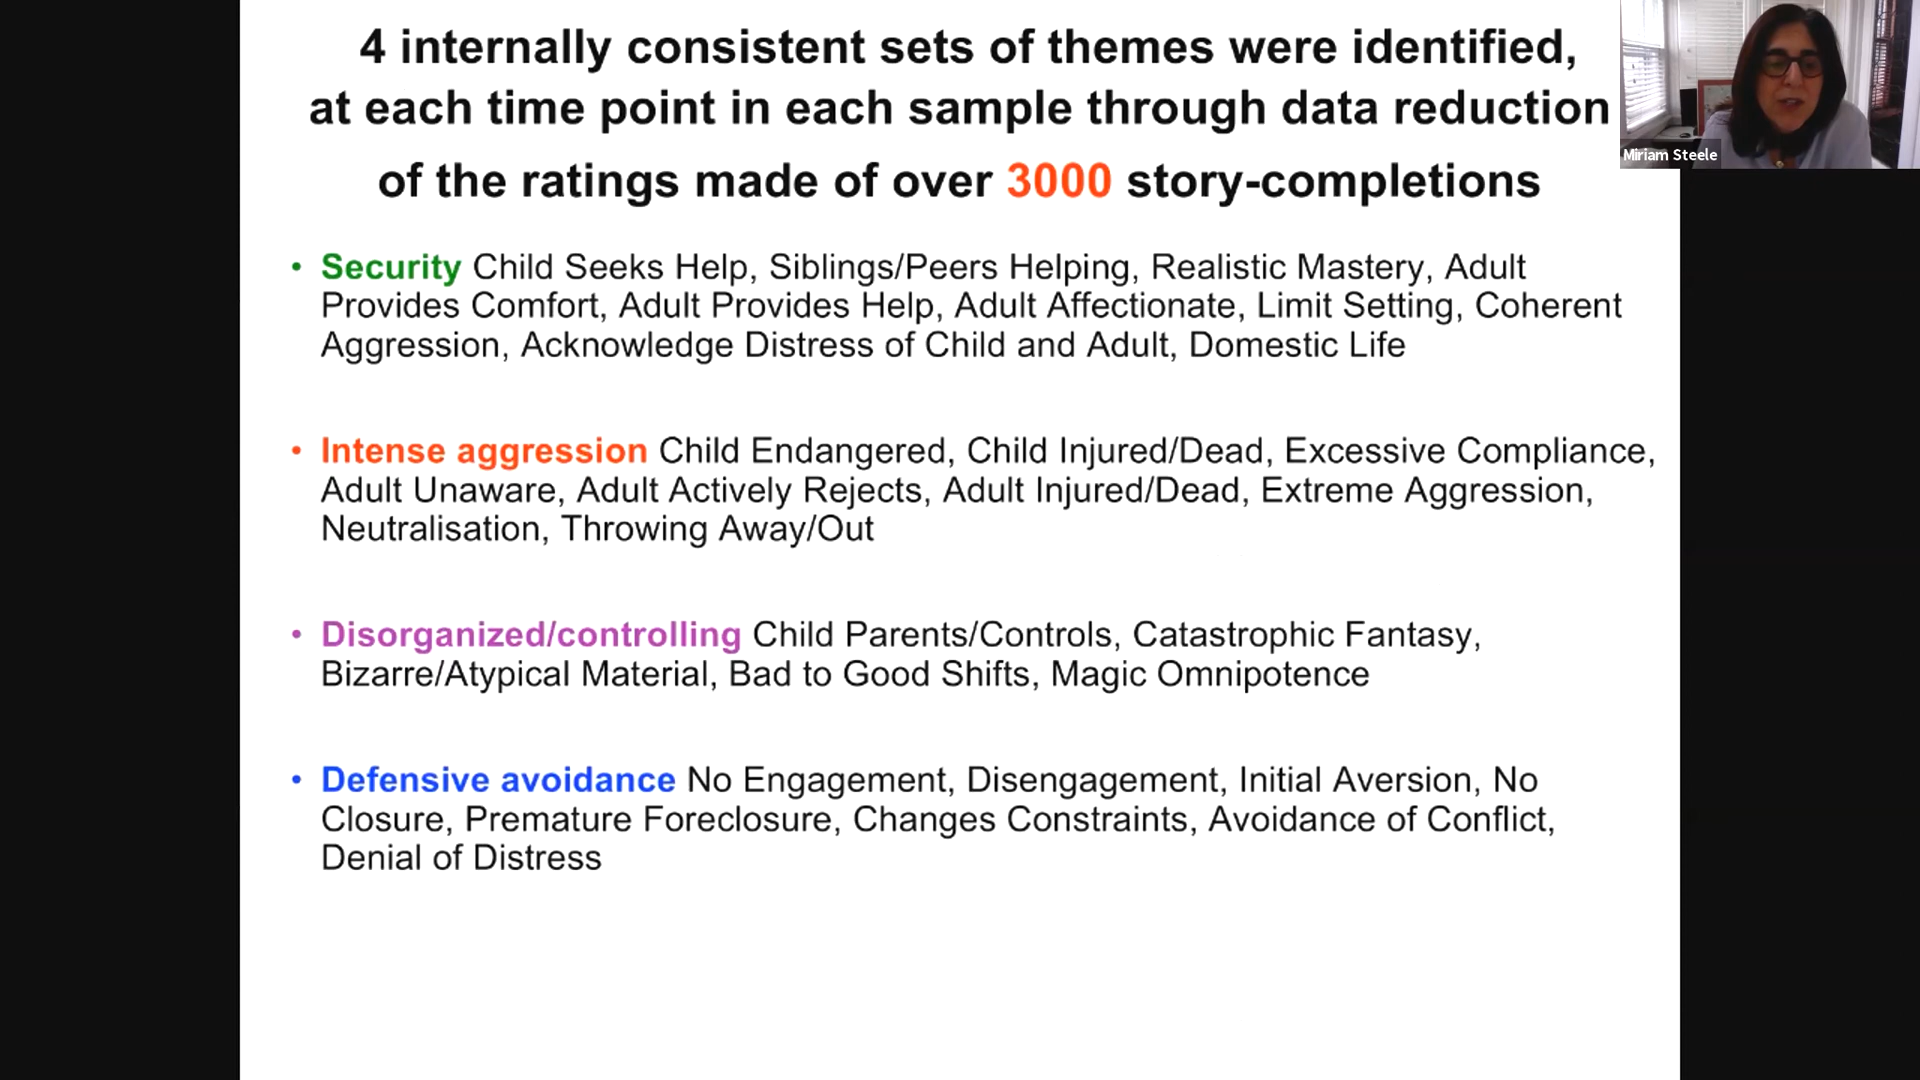 4 internally consistent sets of themes were identified,
at each time point in each sample through data reduction
of the ratings made of over 3000 story-completions
Miriam Steele
• Security Child Seeks Help, Siblings/Peers Helping, Realistic Mastery, Adult
Provides Comfort, Adult Provides Help, Adult Affectionate, Limit Setting, Coherent
Aggression, Acknowledge Distress of Child and Adult, Domestic Life
• Intense aggression Child Endangered, Child Injured/Dead, Excessive Compliance,
Adult Unaware, Adult Actively Rejects, Adult Injured/Dead, Extreme Aggression,
Neutralisation, Throwing Away/Out
• Disorganized/controlling Child Parents/Controls, Catastrophic Fantasy,
Bizarre/Atypical Material, Bad to Good Shifts, Magic Omnipotence
• Defensive avoidance No Engagement, Disengagement, Initial Aversion, No
Closure, Premature Foreclosure, Changes Constraints, Avoidance of Conflict,
Denial of Distress